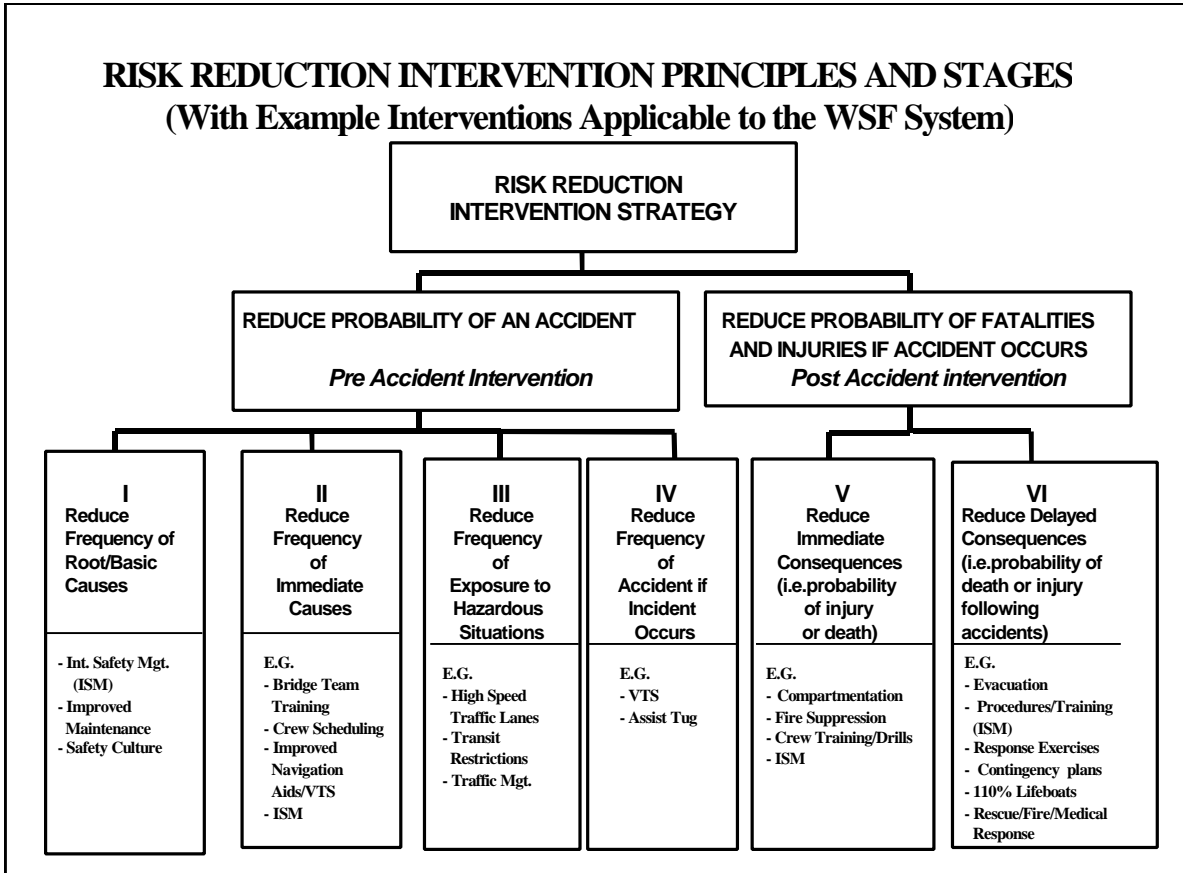 RISK REDUCTION INTERVENTION PRINCIPLES AND STAGES
(With Example Interventions Applicable to the WSF System)
RISK REDUCTION
INTERVENTION STRATEGY
REDUCE PROBABILITY OF AN ACCIDENT
Pre Accident Intervention
REDUCE PROBABILITY OF FATALITIES
AND INJURIES IF ACCIDENT OCCURS
Post Accident intervention
I
Reduce
Frequency of
Root/Basic
Causes
- Int. Safety Mgt.
(ISM)
- Improved
Maintenance
- Safety Culture
II
Reduce
Frequency
of
Immediate
Causes
E.G.
- Bridge Team
Training
- Crew Scheduling
- Improved
Navigation
Aids/VTS
- ISM
III
Reduce
Frequency
of
Exposure to
Hazardous
Situations
E.G.
- High Speed
Traffic Lanes
- Transit
Restrictions
- Traffic Mgt.
IV
Reduce
Frequency
of
Accident if
Incident
Occurs
E.G.
- VTS
- Assist Tug
V
Reduce
Immediate
Consequences
(i.e.probability
of injury
or death)
E.G.
- Compartmentation
- Fire Suppression
- Crew Training/Drills
- ISM
VI
Reduce Delayed
Consequences
(i.e.probability of
death or injury
following
accidents)
E.G.
- Evacuation
- Procedures/Training
(ISM)
- Response Exercises
- Contingency plans
- 110% Lifeboats
- Rescue/Fire/Medical
Response